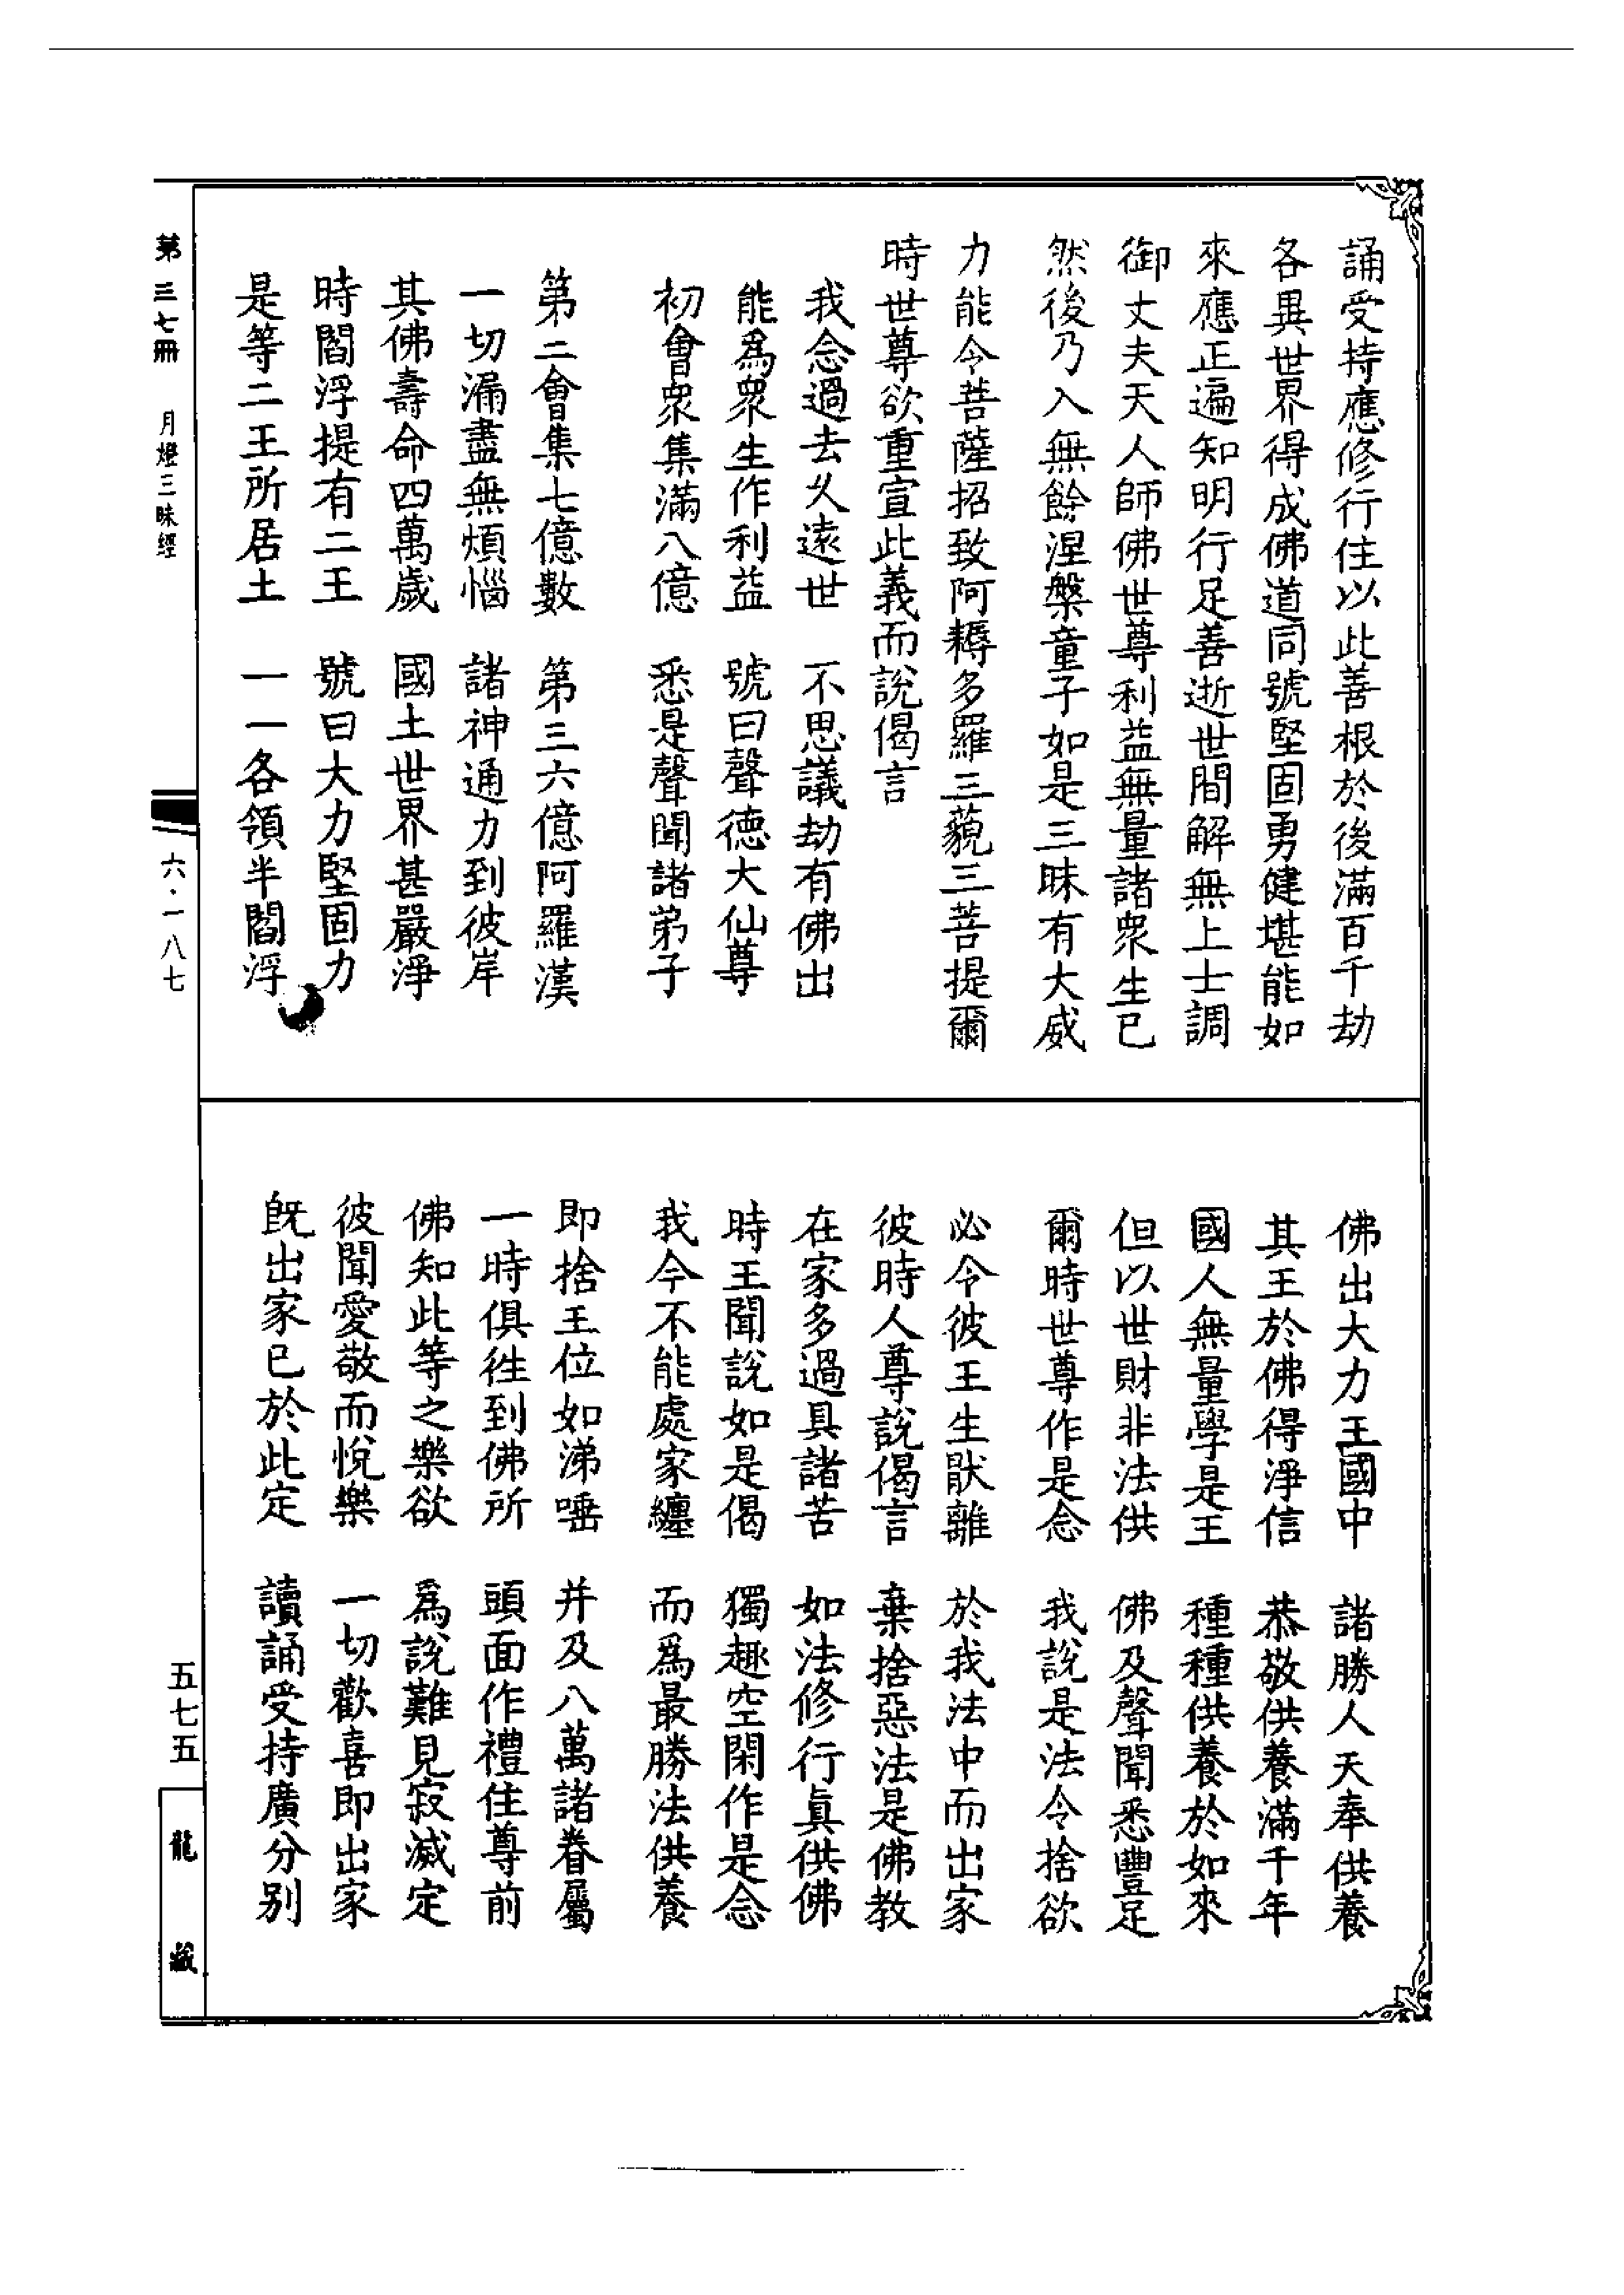 誦受持應修行住以此善根於後滿百千劫
各異世界得成佛道同號堅固勇健堪能如
來應正遍知明行足善逝世間解無上士調
御丈夫天人師佛世尊利益無量諸衆生已
然後乃入無餘涅槃童子如是三昧有大威
力能令菩薩招致阿耨多羅三藐三菩提爾
時世尊欲重宣此義而說偈言
我念過去久遠世　不思議劫有佛出
能爲衆生作利益　號曰聲德大仙尊
初會衆集滿八億　悉是聲聞諸弟子
第二會集七億數　第三六億阿羅漢
一切漏盡無煩惱　諸神通力到彼岸
其佛壽命四萬歲　國土世界甚嚴淨
時閻浮提有二王　號曰大力堅固力
是等二王所居土　一一各領半閻浮
佛出大力王國中　諸勝人天奉供養
其王於佛得淨信　恭敬供養滿千年
國人無量學是王　種種供養於如來
但以世財非法供　佛及聲聞悉豐足
爾時世尊作是念　我說是法令捨欲
必令彼王生猒離　於我法中而出家
彼時人尊說偈言　棄捨惡法是佛教
在家多過具諸苦　如法修行眞供佛
時王聞說如是偈　獨趣空閑作是念
我今不能處家纏　而爲最勝法供養
即捨王位如涕唾　并及八萬諸眷屬
一時俱徃到佛所　頭面作禮住尊前
佛知此等之樂欲　爲說難見寂滅定
彼聞愛敬而悅樂　一切歡喜即出家
旣出家已於此定　讀誦受持廣分別
第三七冊　月燈三昧經
六·一八七
五七五
龍藏